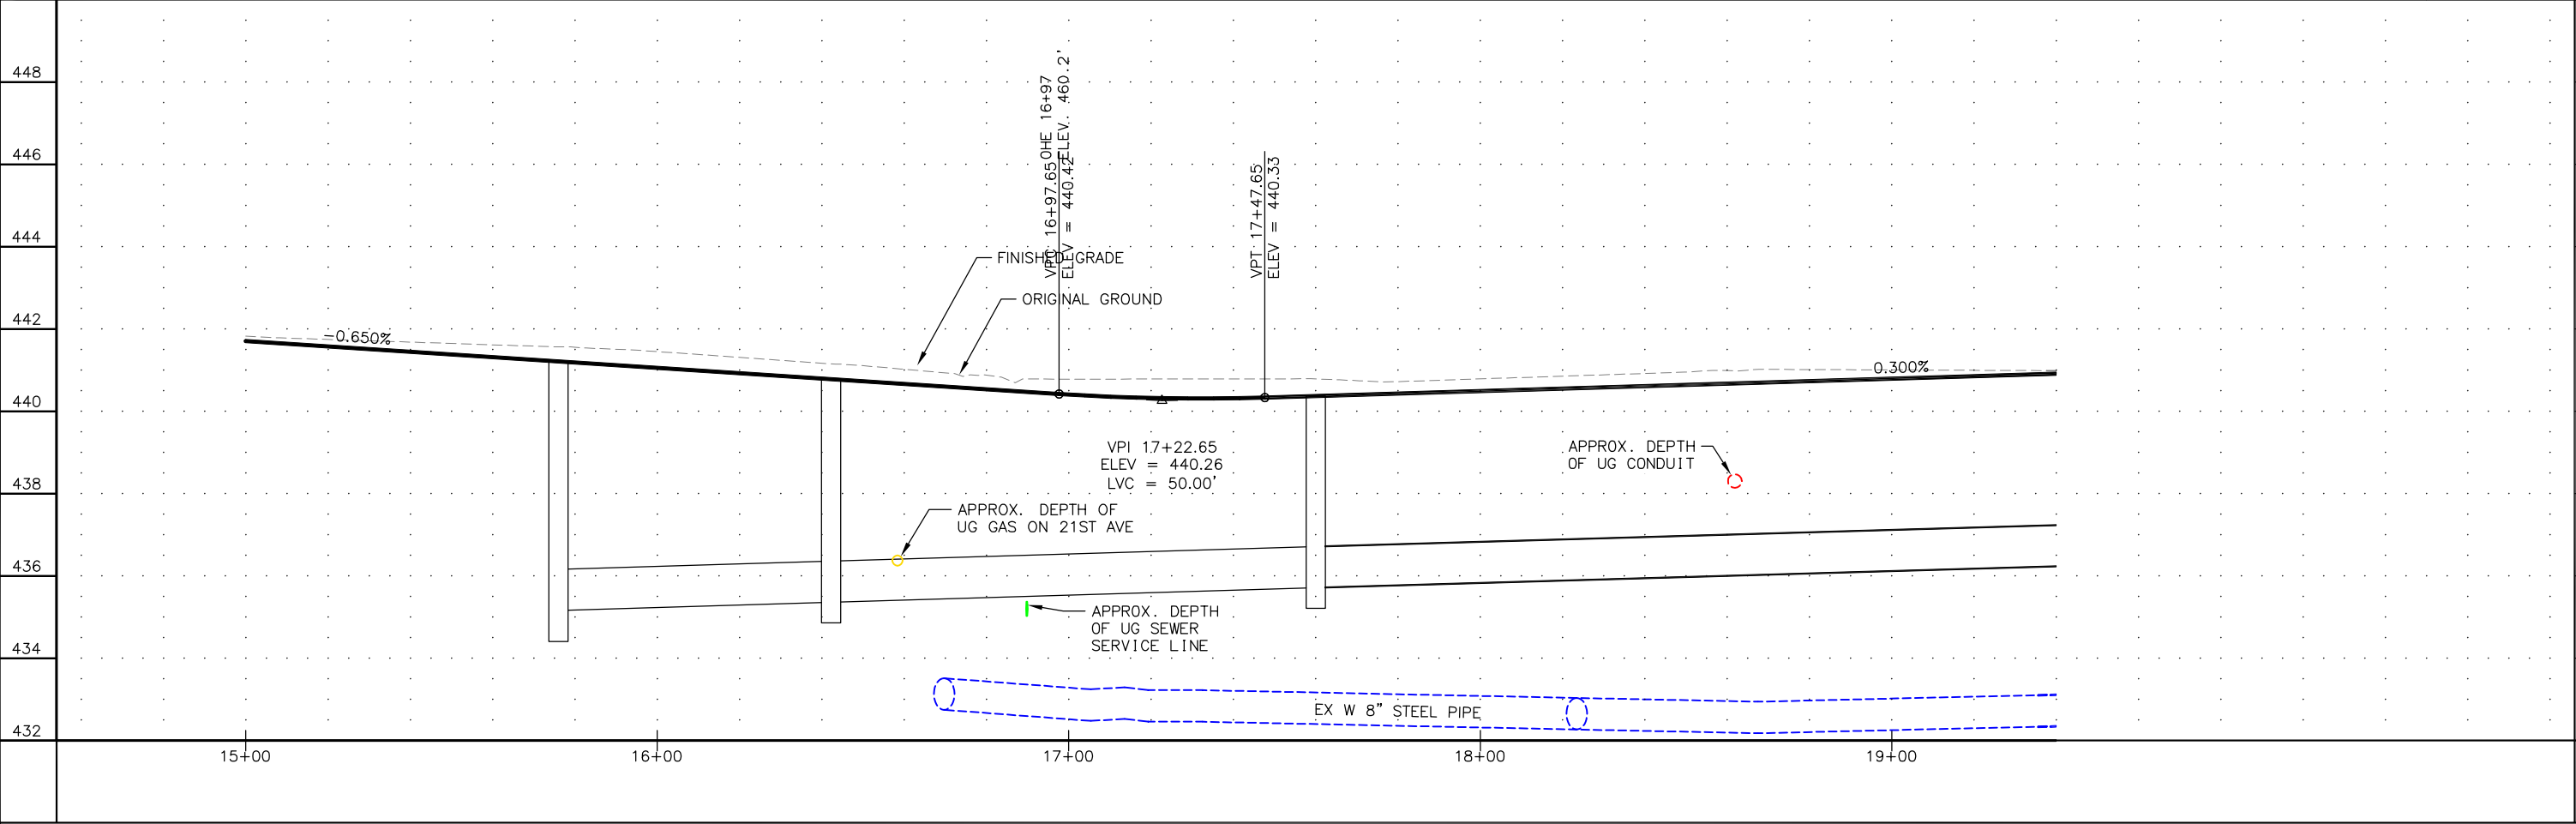 OHE 16+97
ELEV. 460.2'
448
446
444
442
440
438
436
434
432
VPC 16+97.65
ELEV = 440.42
VPT 17+47.65
ELEV = 440.33
FINISHED GRADE
ORIGINAL GROUND
-0.650%
0.300%
VPI 17+22.65
ELEV = 440.26
LVC = 50.00'
APPROX. DEPTH
OF UG CONDUIT
APPROX. DEPTH OF
UG GAS ON 21ST AVE
APPROX. DEPTH
OF UG SEWER
SERVICE LINE
EX W 8" STEEL PIPE
15+00
16+00
17+00
18+00
19+00